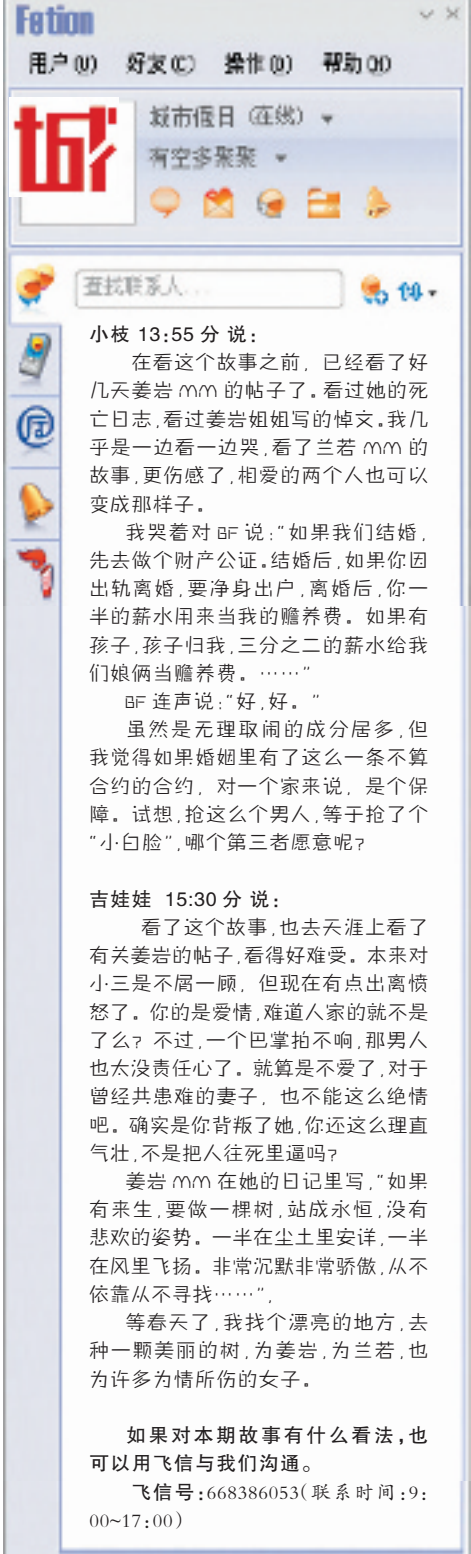 Fetion
用户(U) 好友(C) 操作(O) 帮助(H)
城
城市假日 (在线)
有空多聚聚
查找联系人...
小枝 13:55 分 说:
在看这个故事之前, 已经看了好
几天姜岩 MM 的帖子了。看过她的死
亡日志,看过姜岩姐姐写的悼文。我几
乎是一边看一边哭,看了兰若 MM 的
故事,更伤感了,相爱的两个人也可以
变成那样子。
我哭着对 BF 说:"如果我们结婚,
先去做个财产公证。结婚后,如果你因
出轨离婚,要净身出户,离婚后,你一
半的薪水用来当我的赡养费。如果有
孩子,孩子归我,三分之二的薪水给我
们娘俩当赡养费。……"
BF 连声说:"好,好。"
虽然是无理取闹的成分居多,但
我觉得如果婚姻里有了这么一条不算
合约的合约, 对一个家来说, 是个保
障。试想,抢这么个男人,等于抢了个
"小白脸",哪个第三者愿意呢?
吉娃娃 15:30 分 说:
看了这个故事,也去天涯上看了
有关姜岩的帖子,看得好难受。本来对
小三是不屑一顾, 但现在有点出离愤
怒了。你的是爱情,难道人家的就不是
了么? 不过,一个巴掌拍不响,那男人
也太没责任心了。就算是不爱了,对于
曾经共患难的妻子, 也不能这么绝情
吧。确实是你背叛了她,你还这么理直
气壮,不是把人往死里逼吗?
姜岩 MM 在她的日记里写,"如果
有来生,要做一棵树,站成永恒,没有
悲欢的姿势。一半在尘土里安详,一半
在风里飞扬。非常沉默非常骄傲,从不
依靠从不寻找……",
等春天了,我找个漂亮的地方,去
种一颗美丽的树,为姜岩,为兰若,也
为许多为情所伤的女子。
如果对本期故事有什么看法,也
可以用飞信与我们沟通。
飞信号:668386053(联系时间:9:
00~17:00)